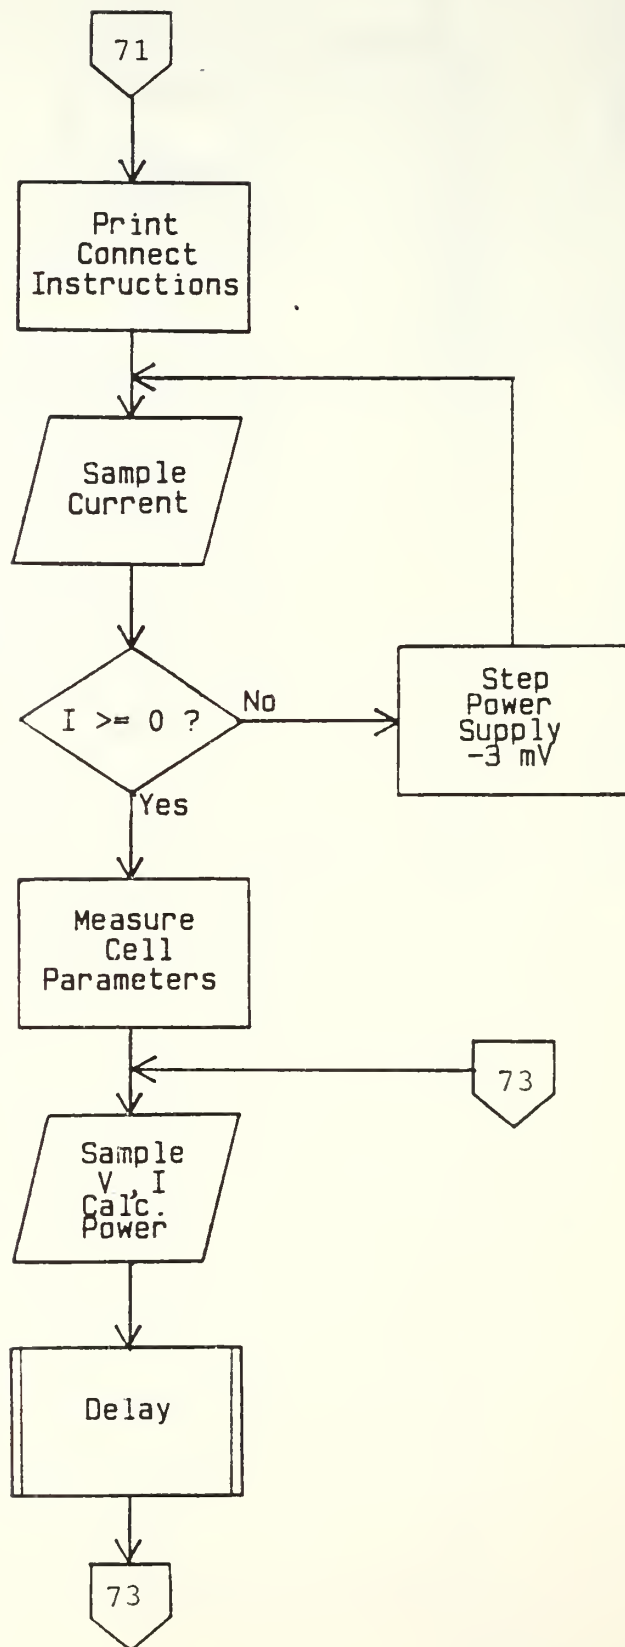 71
Print
Connect
Instructions
Sample
Current
I >= 0 ?
No
Step
Power
Supply
-3 mV
Yes
Measure
Cell
Parameters
73
Sample
V , I
Calc.
Power
Delay
73